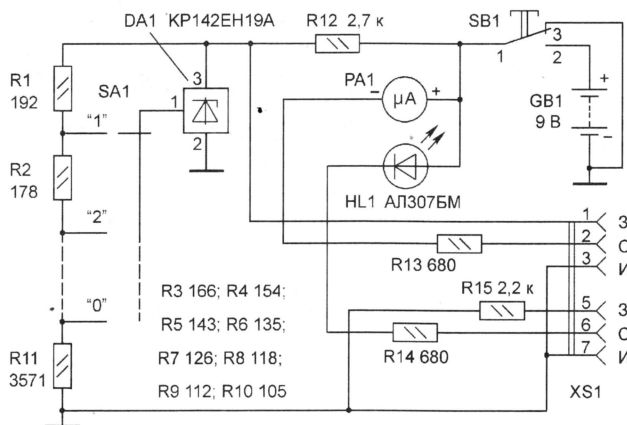 DA1 КР142ЕН19А
R12 2,7 к
SB1
R1
192
SA1
3
1
2
PA1
−
+
μA
1
3
2
+
GB1
9 В
−
“1”
R2
178
HL1 АЛ307БМ
“2”
1
З
2
С
R13 680
3
И
“0”
R3 166; R4 154;
R15 2,2 к
5
З
R5 143; R6 135;
6
С
R11
3571
R7 126; R8 118;
R14 680
7
И
R9 112; R10 105
XS1